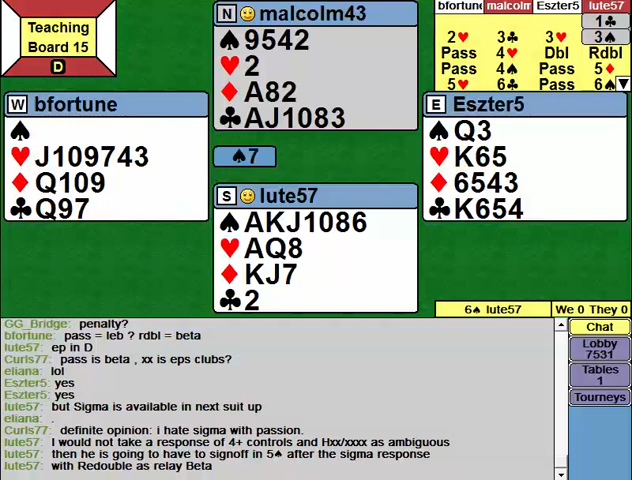 Teaching
Board 15
D
N malcolm43
♠ 9542
♥ 2
♦ A82
♣ AJ1083
bfortune malcolm Eszter5 lute57
1♣
2♥ 3♣ 3♥ 3♠
Pass 4♥ Dbl Rdbl
Pass 4♠ Pass 5♦
5♥ 6♣ Pass 6♠
W bfortune
♠
♥ J109743
♦ Q109
♣ Q97
♠7
E Eszter5
♠ Q3
♥ K65
♦ 6543
♣ K654
S lute57
♠ AKJ1086
♥ AQ8
♦ KJ7
♣ 2
6♠ lute57
We 0 They 0
GG_Bridge: penalty?
bfortune: pass = leb ? rdbl = beta
lute57: ep in D
Curls77: pass is beta , xx is eps clubs?
eliana: lol
Eszter5: yes
Eszter5: yes
lute57: but Sigma is available in next suit up
eliana: .
Curls77: definite opinion: i hate sigma with passion.
lute57: I would not take a response of 4+ controls and Hxx/xxxx as ambiguous
lute57: then he is going to have to signoff in 5♠ after the sigma response
lute57: with Redouble as relay Beta
Chat
Lobby
7531
Tables
1
Tourneys